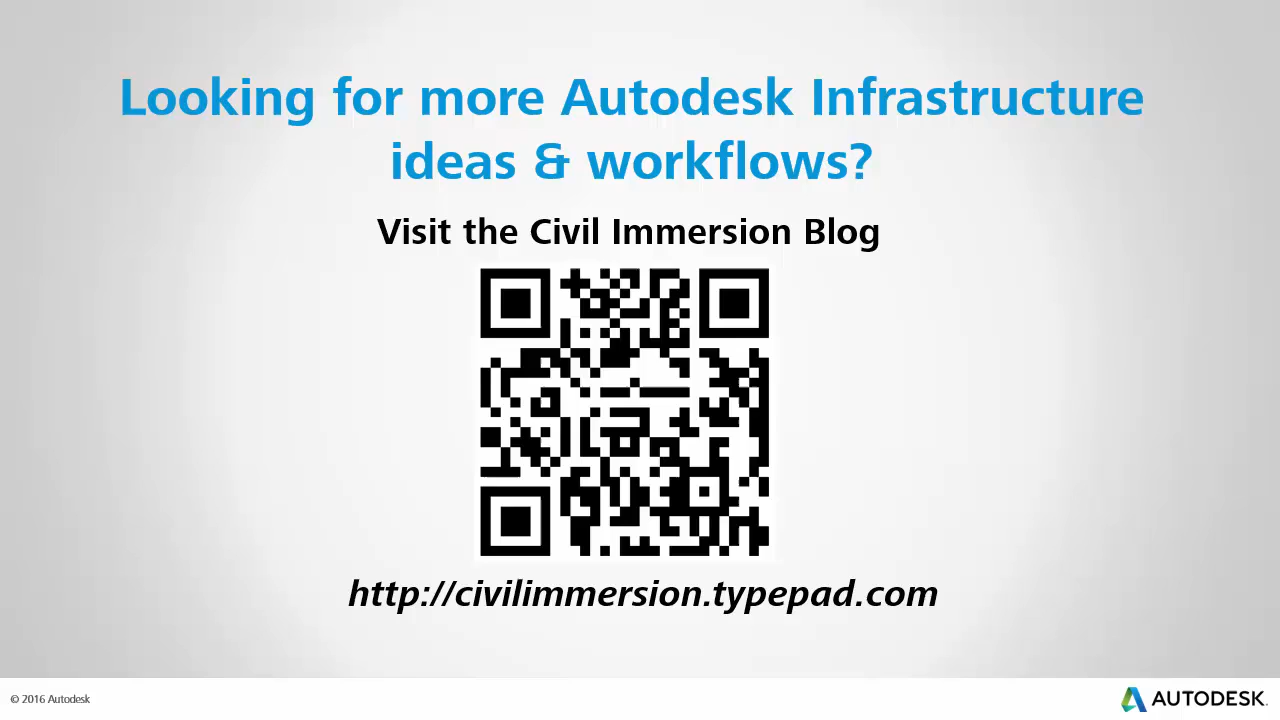 Looking for more Autodesk Infrastructure
ideas & workflows?
Visit the Civil Immersion Blog
http://civilimmersion.typepad.com
© 2016 Autodesk
AUTODESK.